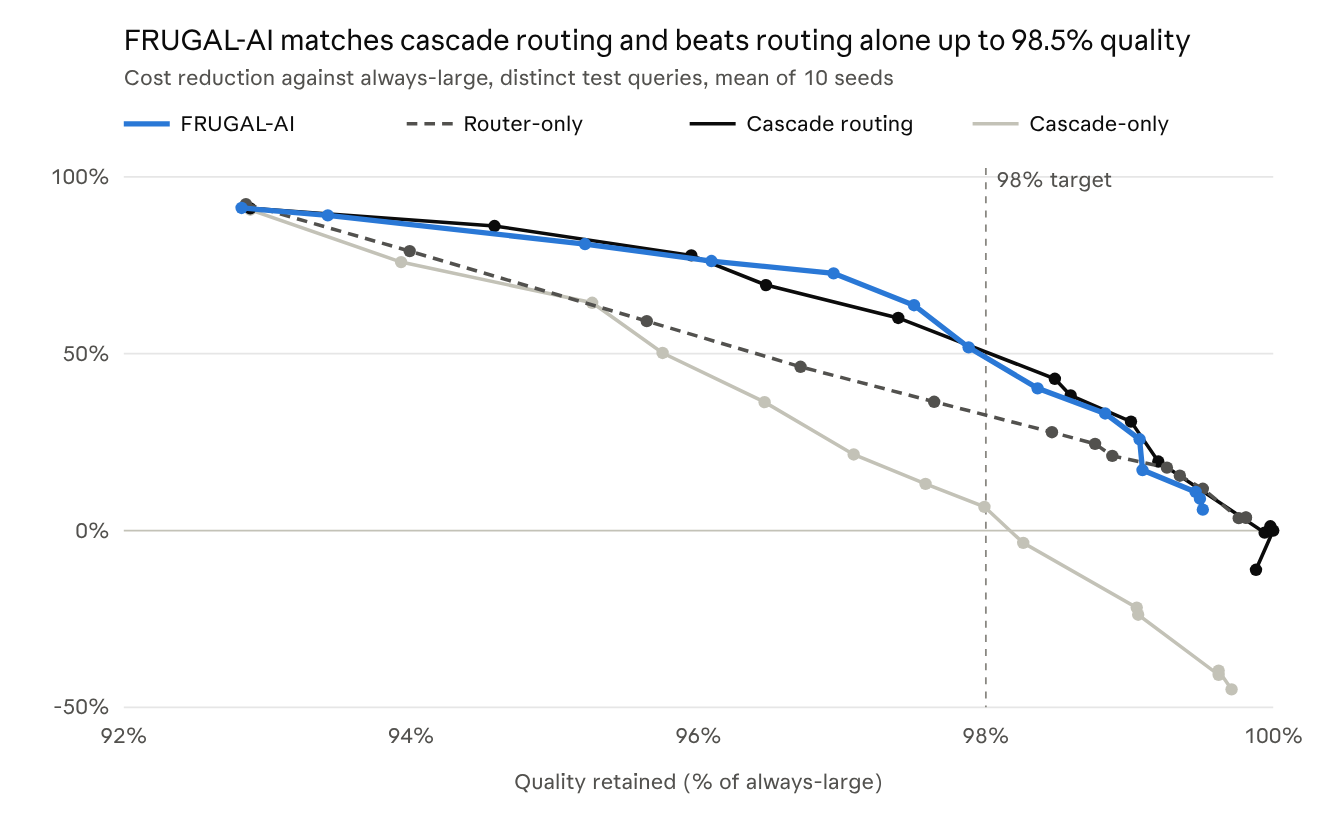 FRUGAL-AI matches cascade routing and beats routing alone up to 98.5% quality
Cost reduction against always-large, distinct test queries, mean of 10 seeds
FRUGAL-AI Router-only Cascade routing Cascade-only
98% target
100%
50%
0%
-50%
92% 94% 96% 98% 100%
Quality retained (% of always-large)